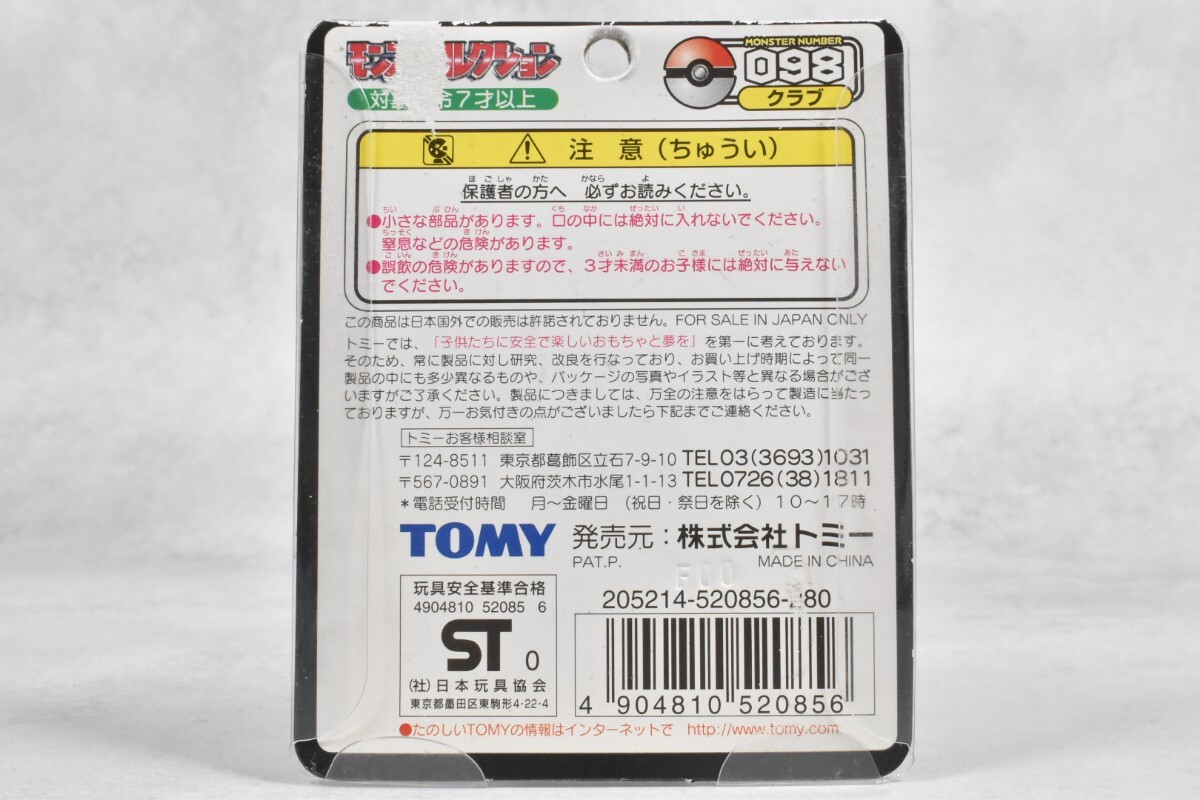 モンコレクション
MONSTER NUMBER
098
クラブ
対 令7才以上
注 意（ちゅうい）
保護者の方へ 必ずお読みください。
●小さな部品があります。口の中には絶対に入れないでください。
窒息などの危険があります。
●誤飲の危険がありますので、3才未満のお子様には絶対に与えない
でください。
この商品は日本国外での販売は許諾されておりません。FOR SALE IN JAPAN ONLY
トミーでは、「子供たちに安全で楽しいおもちゃと夢を」を第一に考えております。
そのため、常に製品に対し研究、改良を行なっており、お買い上げ時期によって同一
製品の中にも多少異なるものや、パッケージの写真やイラスト等と異なる場合がござ
いますがご了承ください。製品につきましては、万全の注意をはらって製造に当たっ
ておりますが、万一お気付きの点がございましたら下記までご連絡ください。
トミーお客様相談室
〒124-8511 東京都葛飾区立石7-9-10 TEL03(3693)1031
〒567-0891 大阪府茨木市水尾1-1-13 TEL0726(38)1811
*電話受付時間 月～金曜日 （祝日・祭日を除く）10～17時
TOMY 発売元：株式会社トミー
PAT.P. MADE IN CHINA
F00
玩具安全基準合格
4904810 52085 6
ST 0
(社)日本玩具協会
東京都墨田区東駒形4-22-4
205214-520856- 80
4 904810 520856
●たのしいTOMYの情報はインターネットで http://www.tomy.com